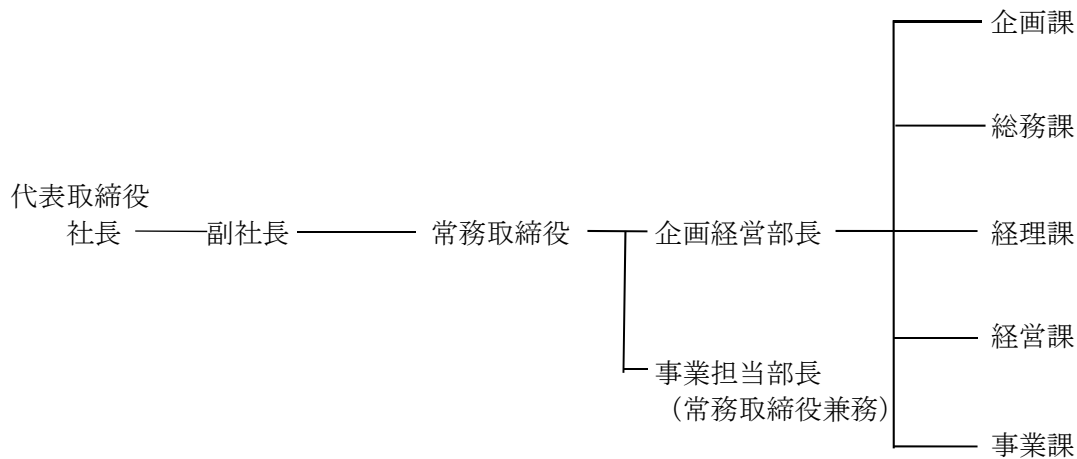 企画課
総務課
代表取締役
社長
副社長
常務取締役
企画経営部長
経理課
経営課
事業担当部長
（常務取締役兼務）
事業課